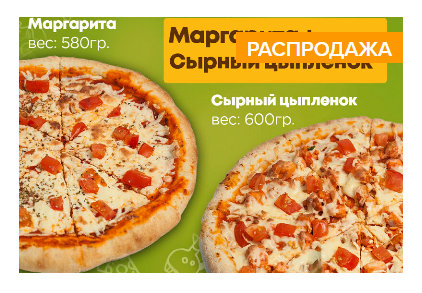 Маргарита
вес: 580гр.
Маргарита +
Сырный цыпленок
РАСПРОДАЖА
Сырный цыпленок
вес: 600гр.